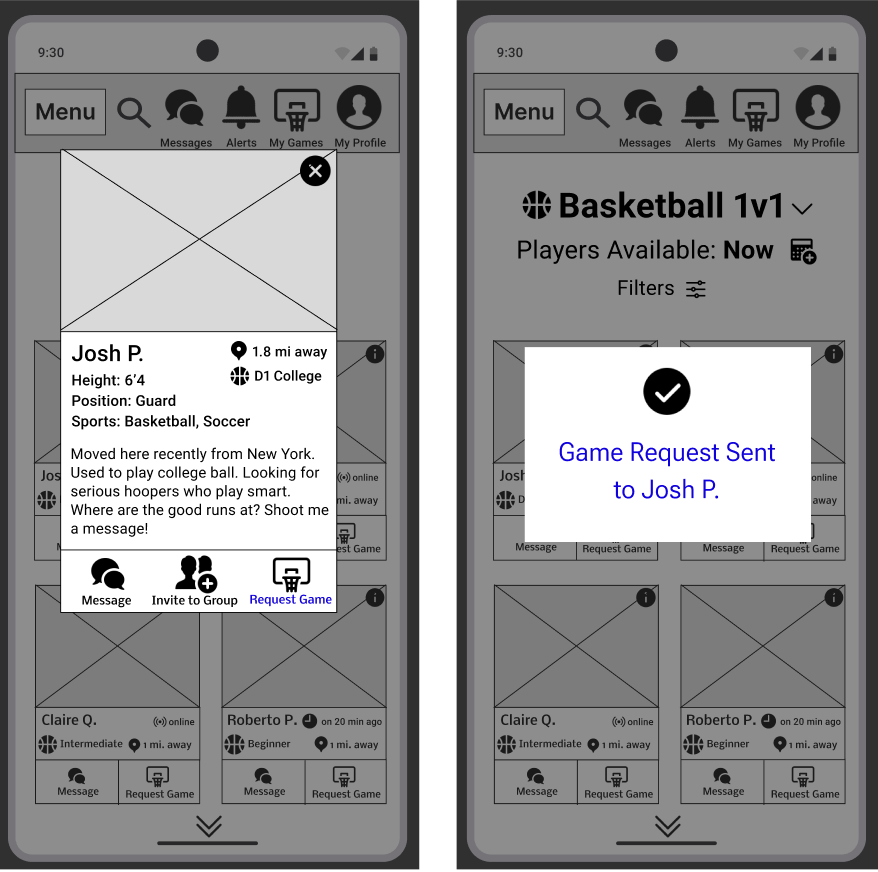 9:30
Menu
Messages Alerts My Games My Profile
Josh P.
1.8 mi away
D1 College
Height: 6'4
Position: Guard
Sports: Basketball, Soccer
Moved here recently from New York.
Used to play college ball. Looking for
serious hoopers who play smart.
Where are the good runs at? Shoot me
a message!
Message Invite to Group Request Game
Jos
online
mi. away
est Game
Claire Q. online
Intermediate 1 mi. away
Message Request Game
Roberto P. on 20 min ago
Beginner 1 mi. away
Message Request Game
9:30
Menu
Messages Alerts My Games My Profile
Basketball 1v1
Players Available: Now
Filters
Game Request Sent
to Josh P.
Josh
online
D
away
Message Request Game
Message Request Game
Claire Q. online
Intermediate 1 mi. away
Message Request Game
Roberto P. on 20 min ago
Beginner 1 mi. away
Message Request Game